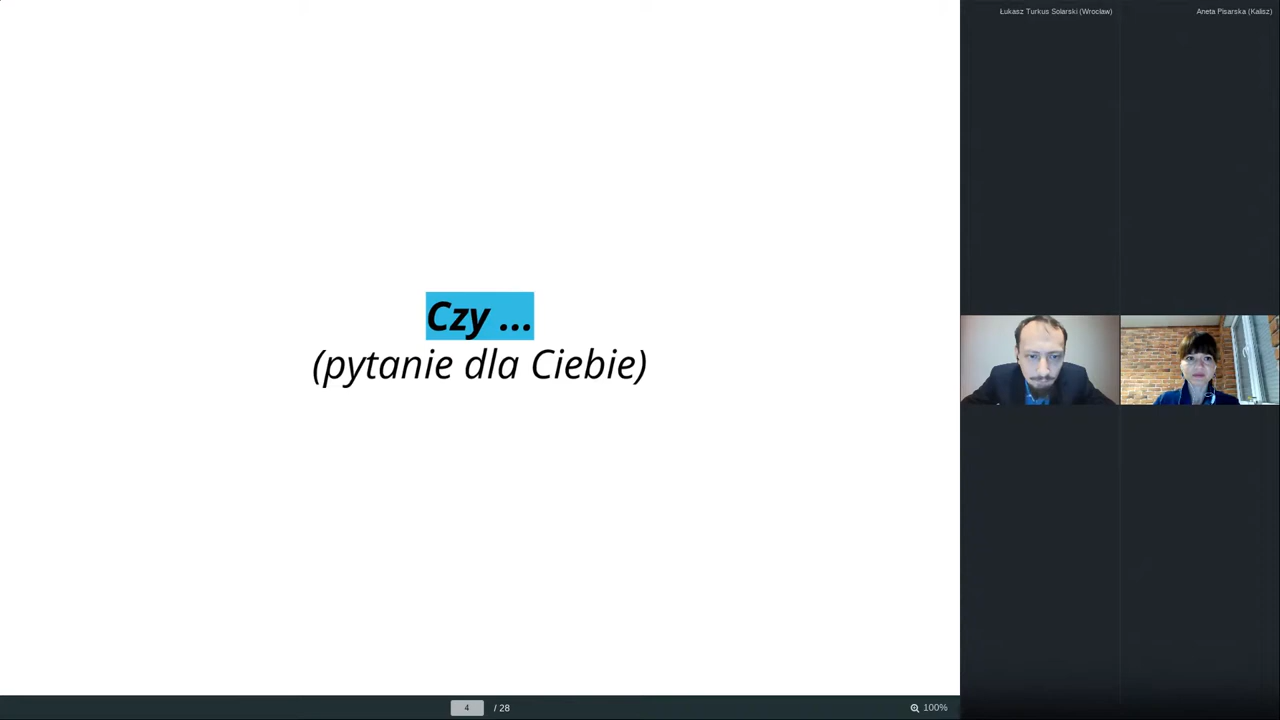 Łukasz Turkus Solarski (Wrocław)
Aneta Pisarska (Kalisz)
Czy ...
(pytanie dla Ciebie)
4 / 28
100%